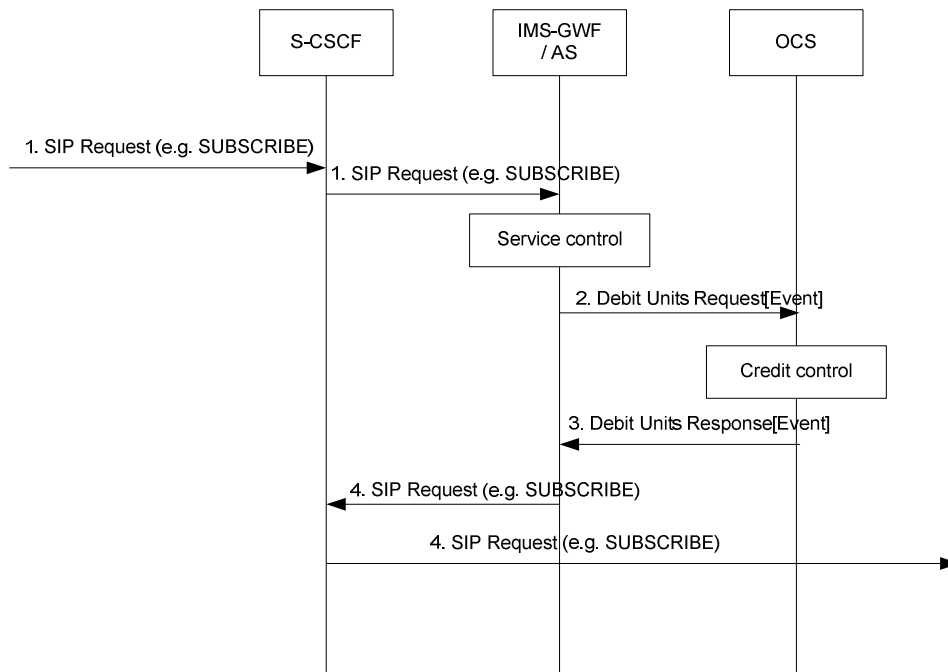 S-CSCF
IMS-GWF
/ AS
OCS
1. SIP Request (e.g. SUBSCRIBE)
1. SIP Request (e.g. SUBSCRIBE)
Service control
2. Debit Units Request[Event]
Credit control
3. Debit Units Response[Event]
4. SIP Request (e.g. SUBSCRIBE)
4. SIP Request (e.g. SUBSCRIBE)